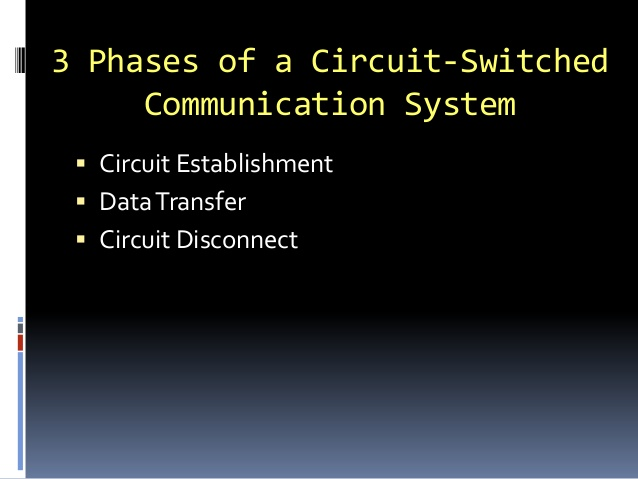 3 Phases of a Circuit-Switched
Communication System
Circuit Establishment
Data Transfer
Circuit Disconnect